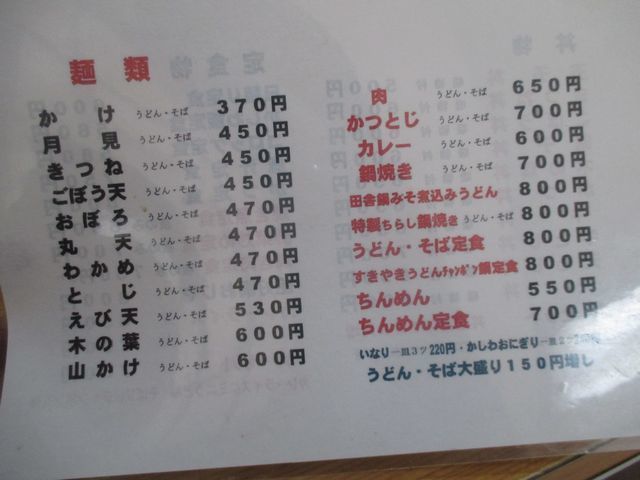 麺類
かけ うどん・そば 370円
月見 うどん・そば 450円
きつね うどん・そば 450円
ごぼう天 うどん・そば 450円
おぼろ うどん・そば 470円
丸天 うどん・そば 470円
わかめ うどん・そば 470円
とじ うどん・そば 470円
えび天 うどん・そば 530円
木の葉 うどん・そば 600円
山かけ うどん・そば 600円
肉 うどん・そば 650円
かつとじ うどん・そば 700円
カレー うどん・そば 600円
鍋焼き うどん・そば 700円
田舎鍋みそ煮込みうどん 800円
特製ちらし鍋焼き うどん・そば 800円
うどん・そば定食 800円
すきやきうどんチャンポン鍋定食 800円
ちんめん 550円
ちんめん定食 700円
いなり一皿3ツ220円・かしわおにぎり一皿2ツ
うどん・そば大盛り150円増し